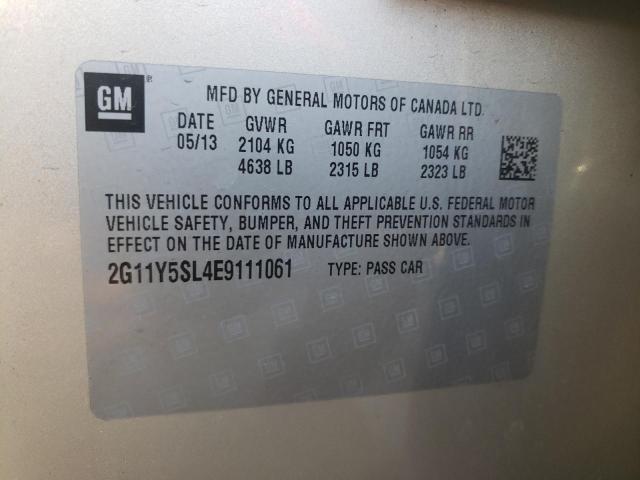 GM
MFD BY GENERAL MOTORS OF CANADA LTD.
DATE GVWR GAWR FRT GAWR RR
05/13 2104 KG 1050 KG 1054 KG
4638 LB 2315 LB 2323 LB
THIS VEHICLE CONFORMS TO ALL APPLICABLE U.S. FEDERAL MOTOR
VEHICLE SAFETY, BUMPER, AND THEFT PREVENTION STANDARDS IN
EFFECT ON THE DATE OF MANUFACTURE SHOWN ABOVE.
2G11Y5SL4E9111061 TYPE: PASS CAR